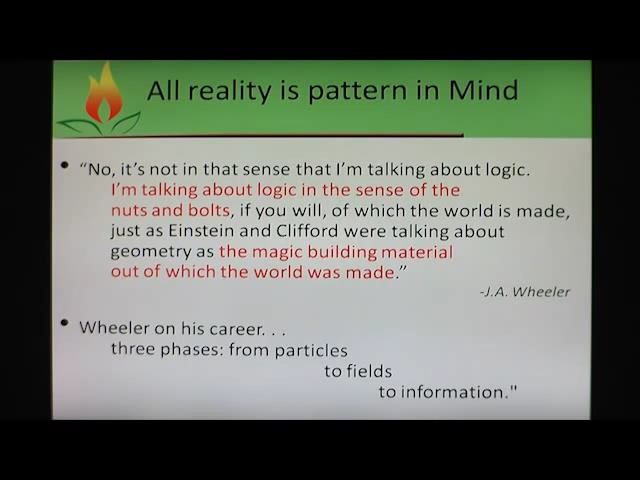 All reality is pattern in Mind
• “No, it’s not in that sense that I’m talking about logic.
I’m talking about logic in the sense of the
nuts and bolts, if you will, of which the world is made,
just as Einstein and Clifford were talking about
geometry as the magic building material
out of which the world was made.”
-J.A. Wheeler
• Wheeler on his career. . .
three phases: from particles
to fields
to information."